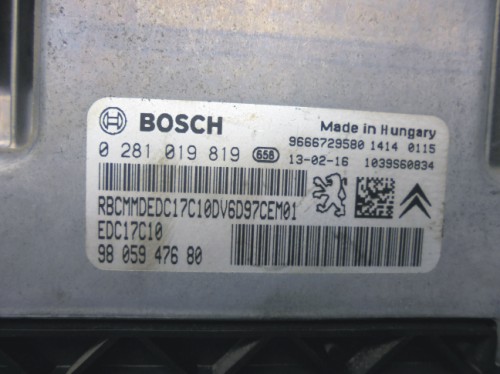 BOSCH
Made in Hungary
0 281 019 819 658
9666729580 1414 0115
13-02-16 1039S60834
RBCMMDEDC17C10DV6D97CEM01
EDC17C10
98 059 476 80